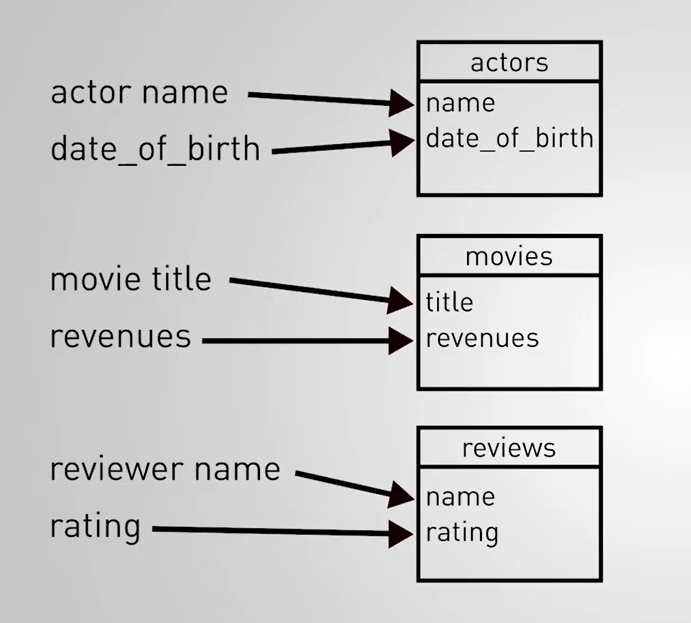 actor name
date_of_birth
actors
name
date_of_birth
movie title
revenues
movies
title
revenues
reviewer name
rating
reviews
name
rating